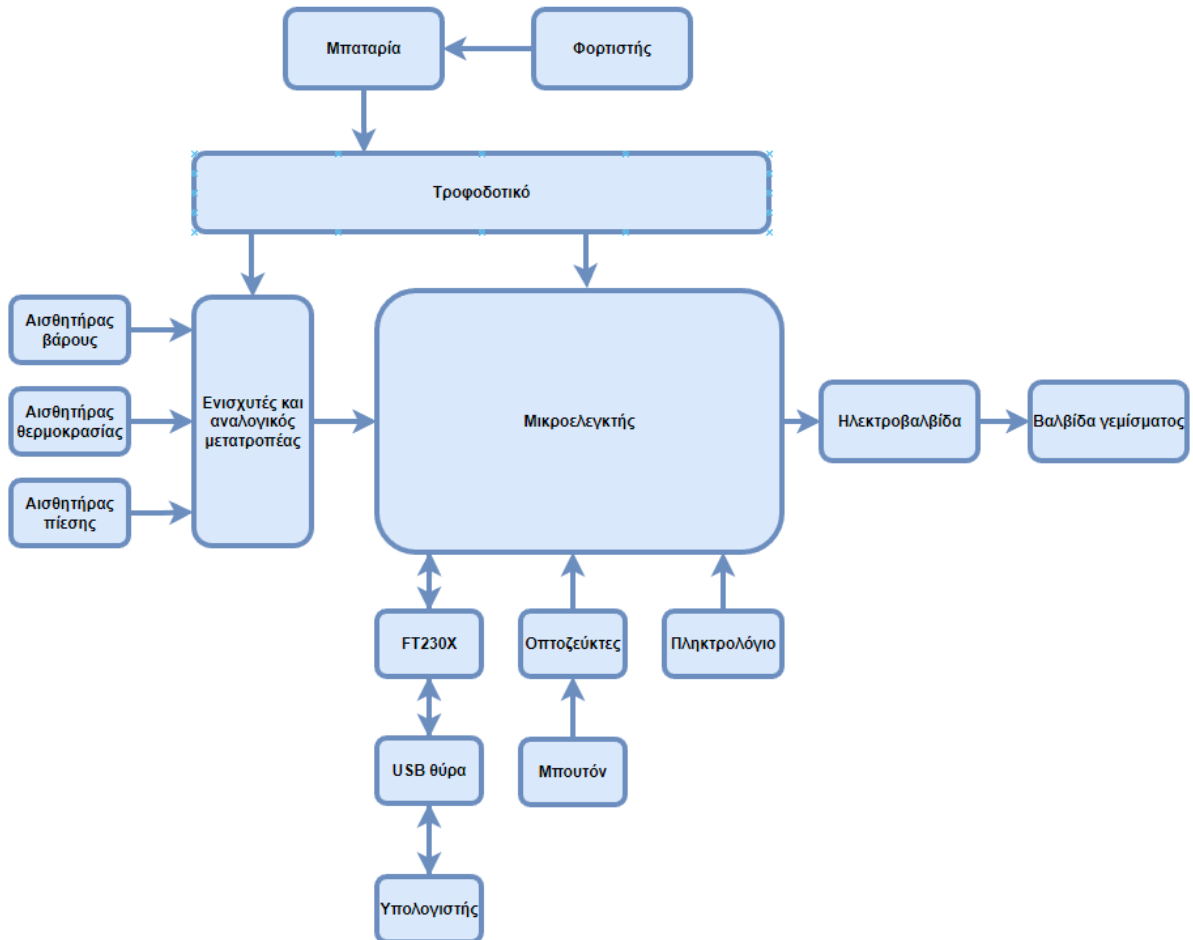 Μπαταρία
Φορτιστής
Τροφοδοτικό
Αισθητήρας
βάρους
Αισθητήρας
θερμοκρασίας
Αισθητήρας
πίεσης
Ενισχυτές και
αναλογικός
μετατροπέας
Μικροελεγκτής
Ηλεκτροβαλβίδα
Βαλβίδα γεμίσματος
FT230X
Οπτοζεύκτες
Πληκτρολόγιο
USB θύρα
Μπουτόν
Υπολογιστής